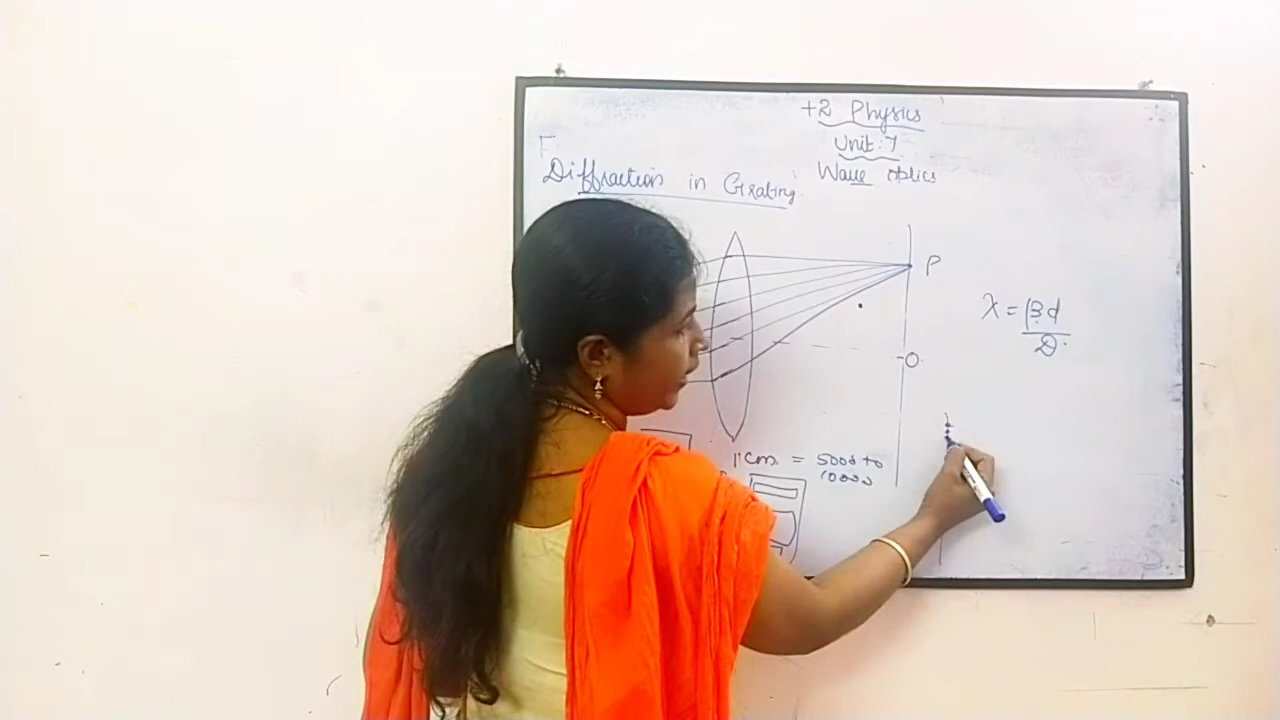 +2 Physics
Unit: 7
Wave optics
Diffraction in Grating
P
λ = βd
D
O
1 cm = 5000 to
10000